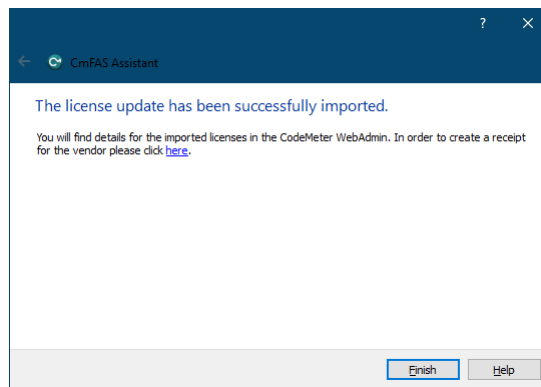 ?
CmFAS Assistant
The license update has been successfully imported.
You will find details for the imported licenses in the CodeMeter WebAdmin. In order to create a receipt
for the vendor please click here.
Finish Help